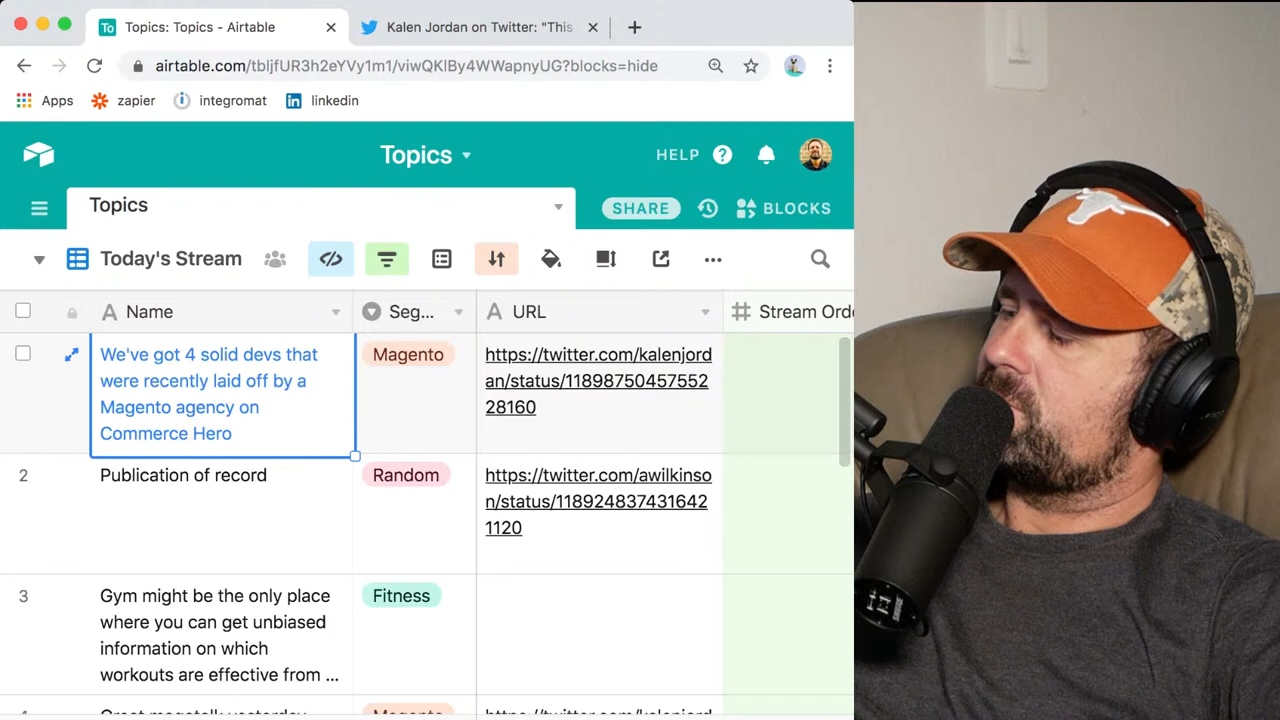 To Topics: Topics - Airtable
Kalen Jordan on Twitter: "This
airtable.com/tbljfUR3h2eYVy1m1/viwQKlBy4WWapnyUG?blocks=hide
Apps zapier integromat linkedin
Topics HELP
Topics SHARE BLOCKS
Today's Stream
Name Seg... URL Stream Orde
We've got 4 solid devs that
were recently laid off by a
Magento agency on
Commerce Hero
Magento
https://twitter.com/kalenjord
an/status/11898750457552
28160
2 Publication of record
Random
https://twitter.com/awilkinso
n/status/118924837431642
1120
3 Gym might be the only place
where you can get unbiased
information on which
workouts are effective from ...
Fitness